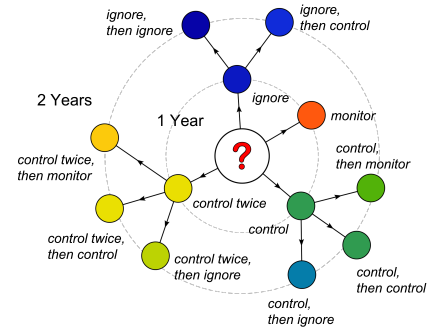 ignore,
then ignore
ignore,
then control
2 Years
1 Year
ignore
monitor
?
control,
then monitor
control twice,
then monitor
control twice
control
control twice,
then control
control twice,
then ignore
control,
then control
control,
then ignore